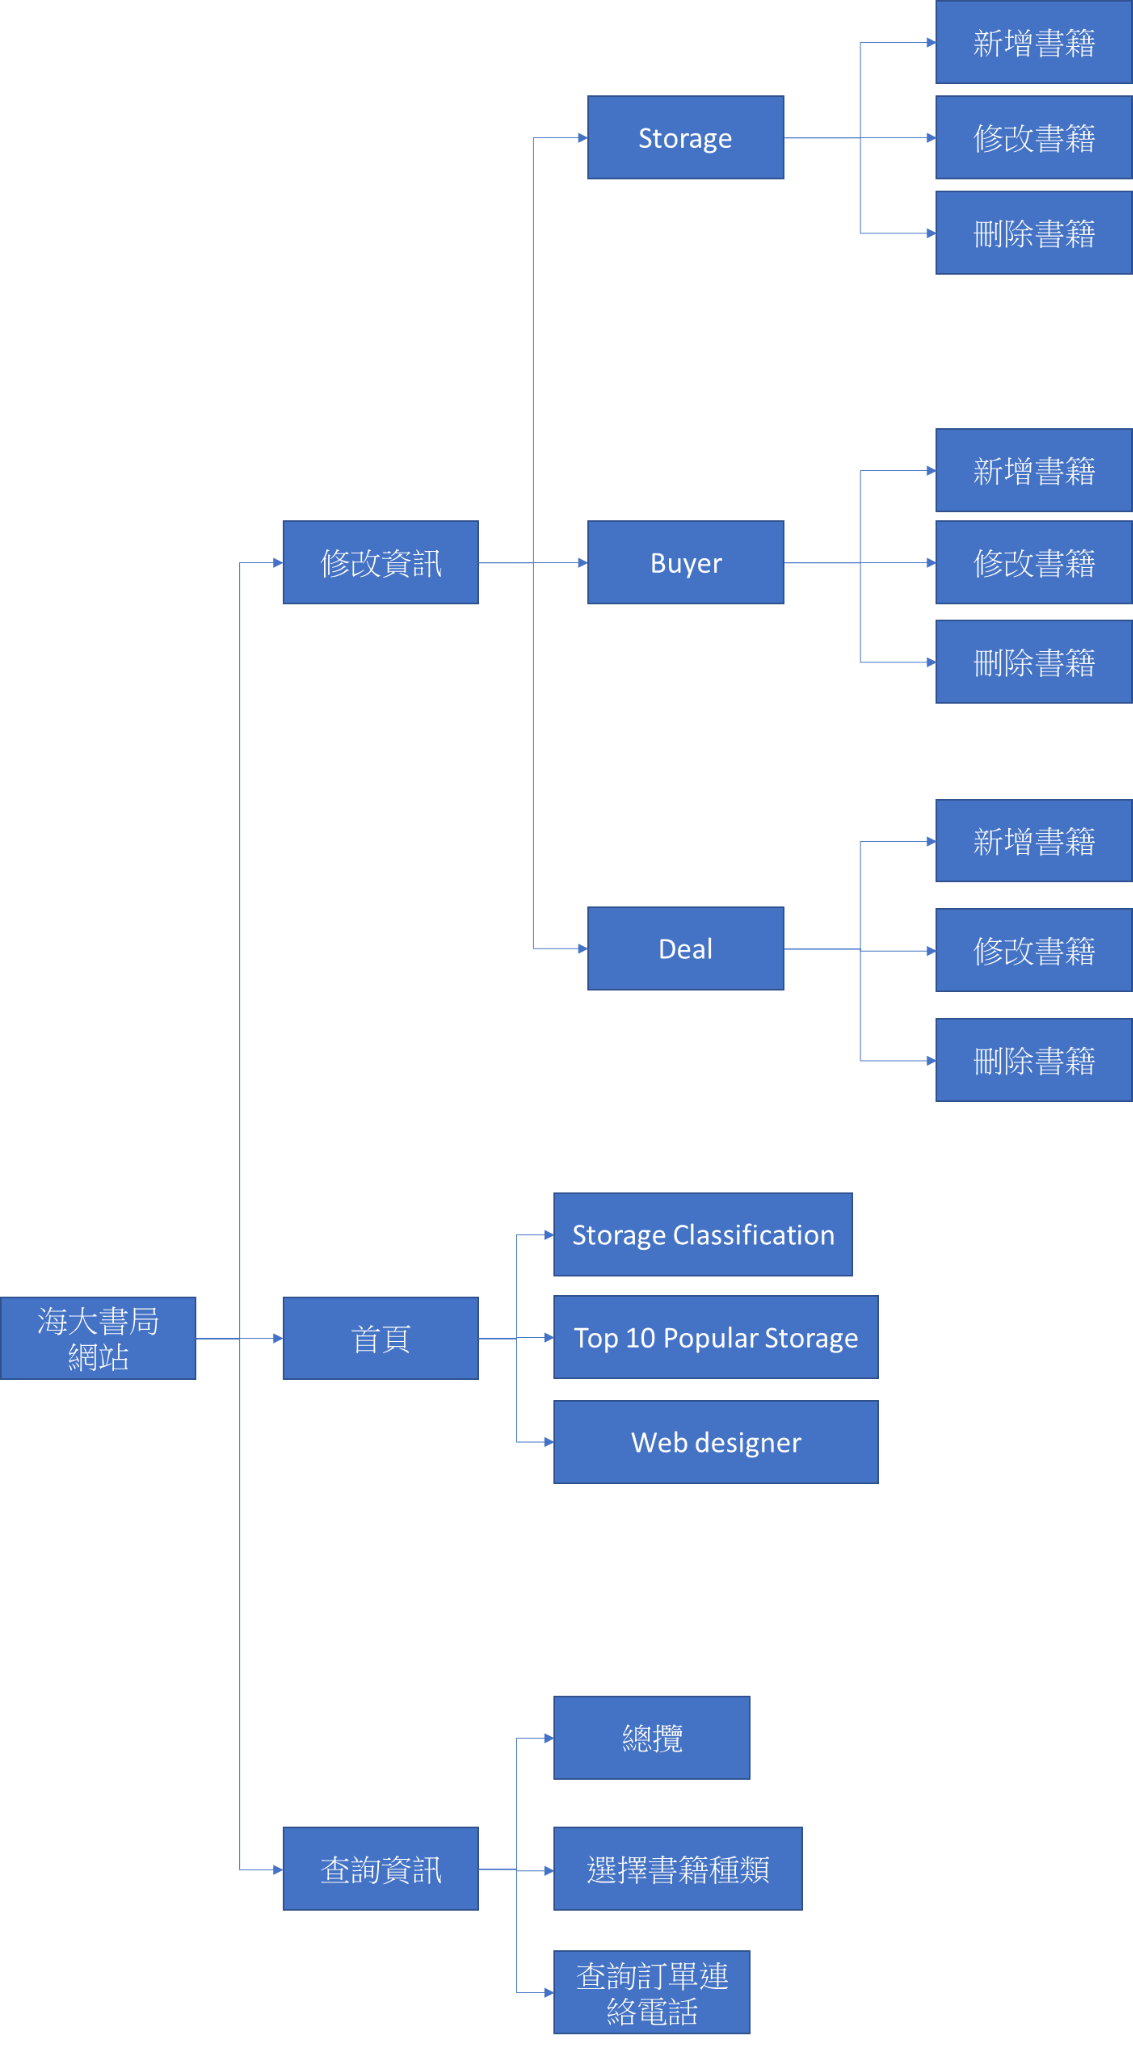 新增書籍
Storage
修改書籍
刪除書籍
新增書籍
修改資訊
Buyer
修改書籍
刪除書籍
新增書籍
Deal
修改書籍
刪除書籍
Storage Classification
海大書局
網站
首頁
Top 10 Popular Storage
Web designer
總攬
查詢資訊
選擇書籍種類
查詢訂單連
絡電話